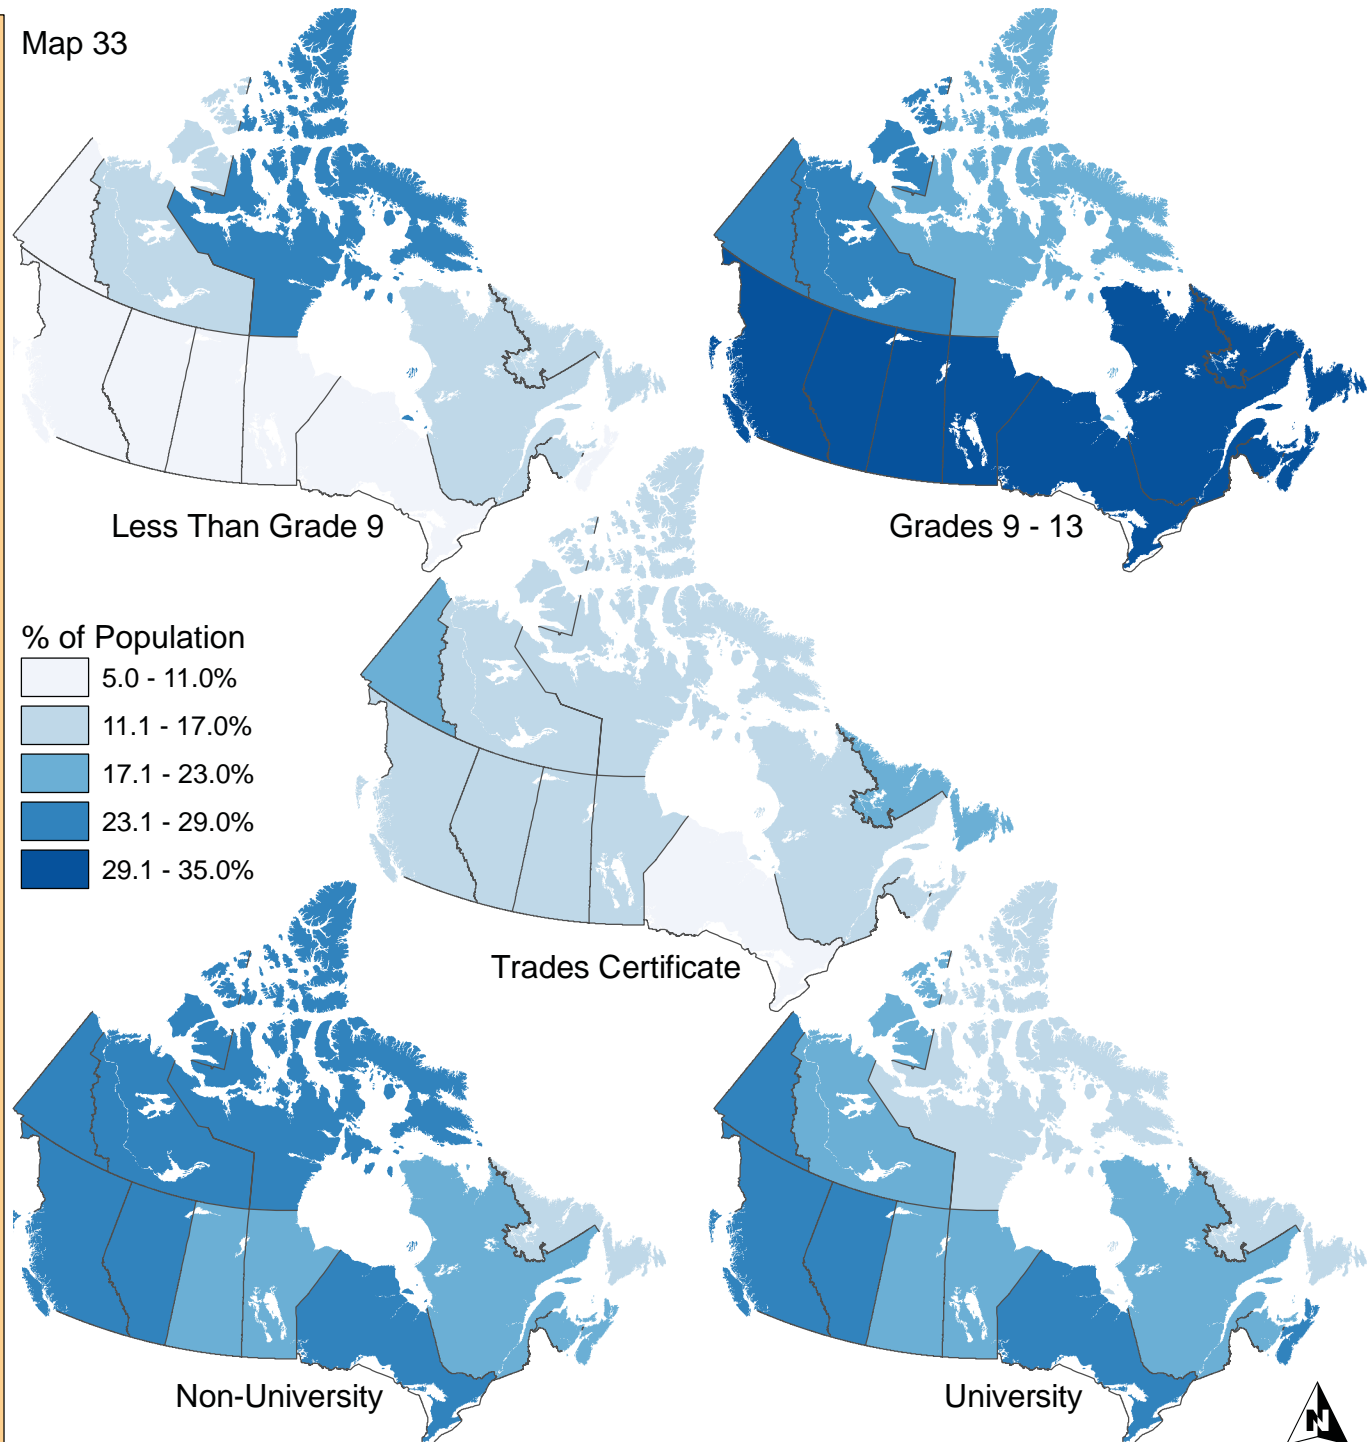 Map 33
Less Than Grade 9
Grades 9 - 13
% of Population
5.0 - 11.0%
11.1 - 17.0%
17.1 - 23.0%
23.1 - 29.0%
29.1 - 35.0%
Trades Certificate
Non-University
University
N